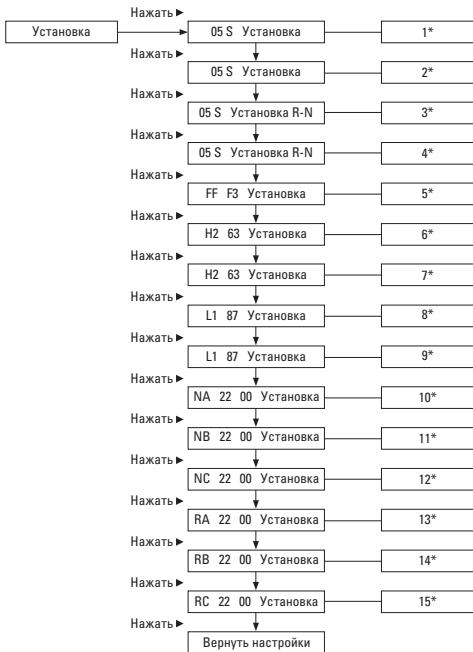 Нажать ►
Установка
05 S Установка
1*
Нажать ►
05 S Установка
2*
Нажать ►
05 S Установка R-N
3*
Нажать ►
05 S Установка R-N
4*
Нажать ►
FF F3 Установка
5*
Нажать ►
H2 63 Установка
6*
Нажать ►
H2 63 Установка
7*
Нажать ►
L1 87 Установка
8*
Нажать ►
L1 87 Установка
9*
Нажать ►
NA 22 00 Установка
10*
Нажать ►
NB 22 00 Установка
11*
Нажать ►
NC 22 00 Установка
12*
Нажать ►
RA 22 00 Установка
13*
Нажать ►
RB 22 00 Установка
14*
Нажать ►
RC 22 00 Установка
15*
Нажать ►
Вернуть настройки